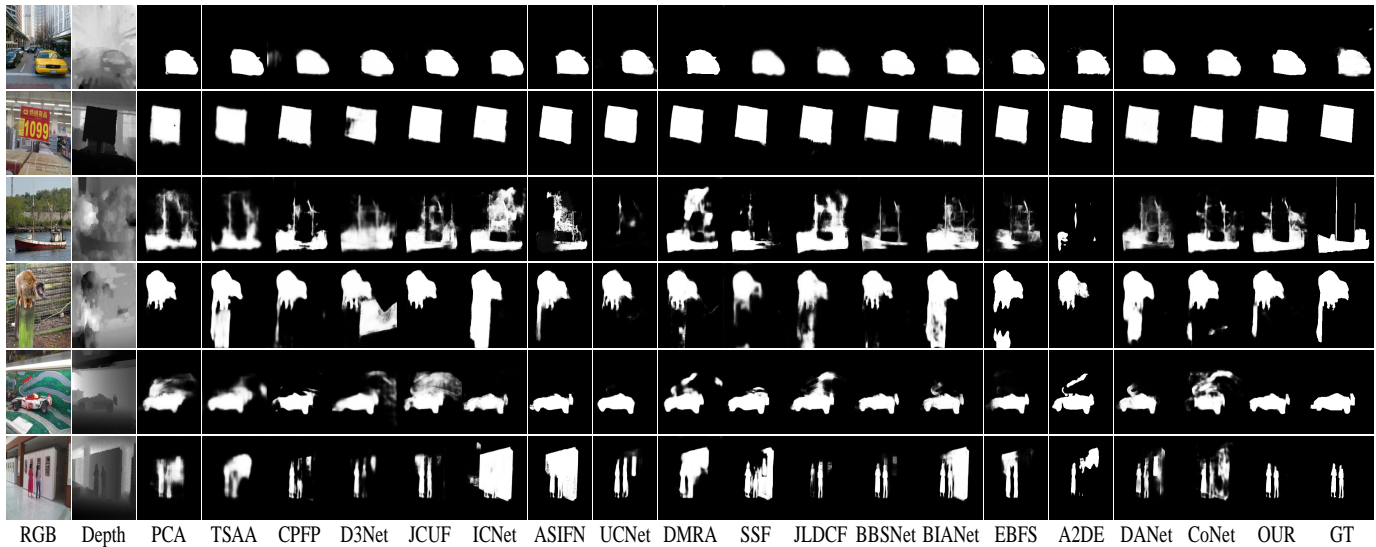 1099
RGB Depth PCA TSAA CPFP D3Net JCUF ICNet ASIFN UCNet DMRA SSF JLDCF BBSNet BIANet EBFS A2DE DANet CoNet OUR GT